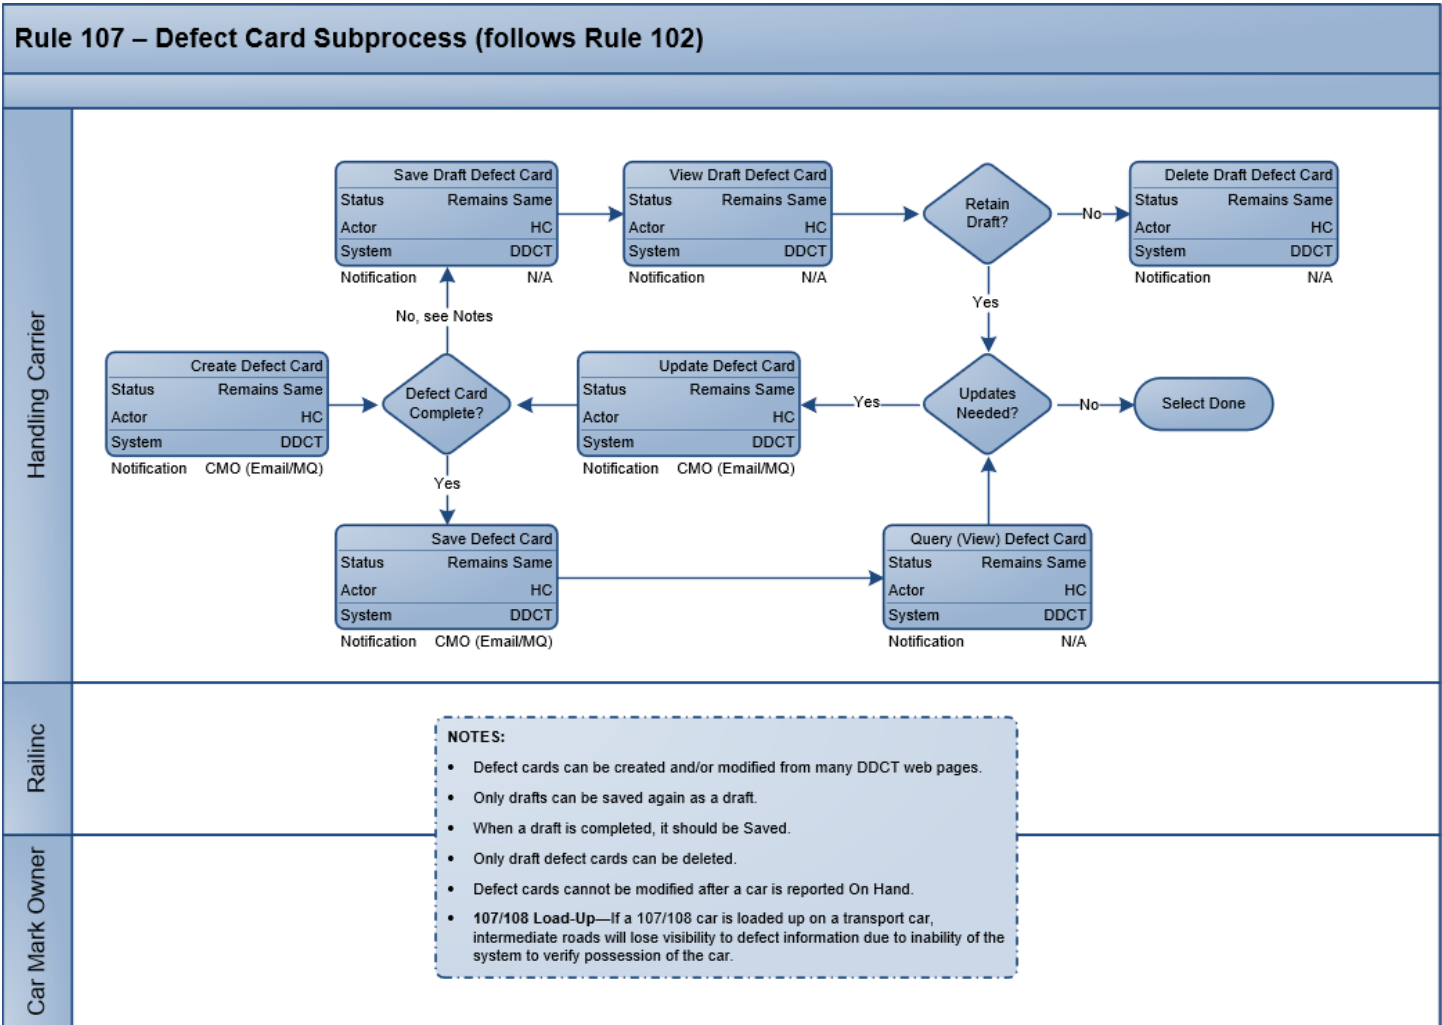 Rule 107 – Defect Card Subprocess (follows Rule 102)
Handling Carrier
Save Draft Defect Card
Status Remains Same
Actor HC
System DDCT
Notification N/A
View Draft Defect Card
Status Remains Same
Actor HC
System DDCT
Notification N/A
Retain
Draft?
No
Delete Draft Defect Card
Status Remains Same
Actor HC
System DDCT
Notification N/A
No, see Notes
Yes
Create Defect Card
Status Remains Same
Actor HC
System DDCT
Notification CMO (Email/MQ)
Defect Card
Complete?
Update Defect Card
Status Remains Same
Actor HC
System DDCT
Notification CMO (Email/MQ)
Yes
Updates
Needed?
No
Select Done
Yes
Save Defect Card
Status Remains Same
Actor HC
System DDCT
Notification CMO (Email/MQ)
Query (View) Defect Card
Status Remains Same
Actor HC
System DDCT
Notification N/A
Railinc
Car Mark Owner
NOTES:
• Defect cards can be created and/or modified from many DDCT web pages.
• Only drafts can be saved again as a draft.
• When a draft is completed, it should be Saved.
• Only draft defect cards can be deleted.
• Defect cards cannot be modified after a car is reported On Hand.
• 107/108 Load-Up—If a 107/108 car is loaded up on a transport car,
intermediate roads will lose visibility to defect information due to inability of the
system to verify possession of the car.